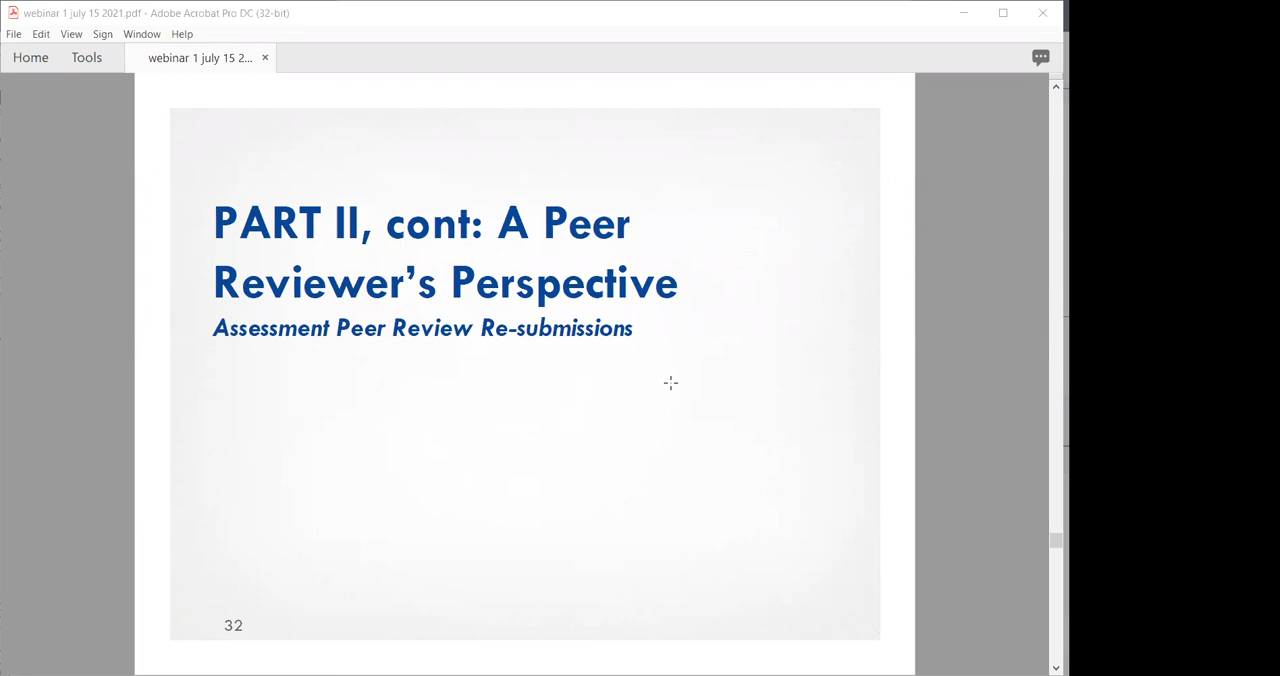 webinar 1 july 15 2021.pdf - Adobe Acrobat Pro DC (32-bit)
File Edit View Sign Window Help
Home Tools webinar 1 july 15 2... ×
PART II, cont: A Peer
Reviewer’s Perspective
Assessment Peer Review Re-submissions
32